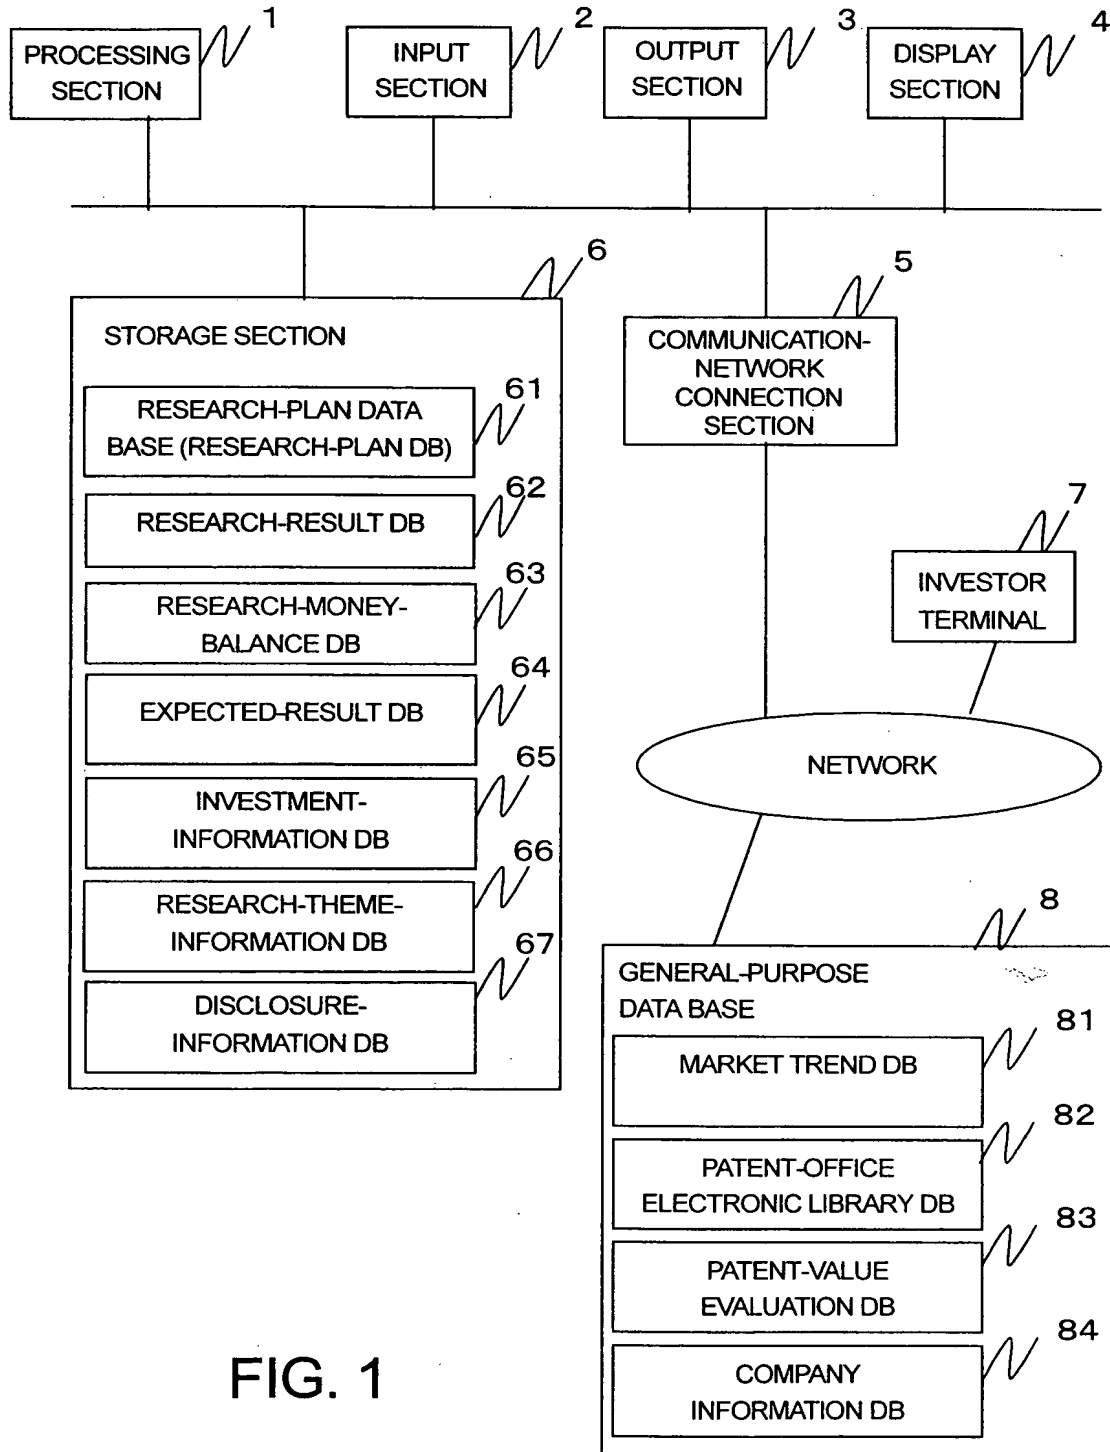 1
2
3
4
PROCESSING
SECTION
INPUT
SECTION
OUTPUT
SECTION
DISPLAY
SECTION
6
STORAGE SECTION
61
RESEARCH-PLAN DATA
BASE (RESEARCH-PLAN DB)
62
RESEARCH-RESULT DB
63
RESEARCH-MONEY-
BALANCE DB
64
EXPECTED-RESULT DB
65
INVESTMENT-
INFORMATION DB
66
RESEARCH-THEME-
INFORMATION DB
67
DISCLOSURE-
INFORMATION DB
5
COMMUNICATION-
NETWORK
CONNECTION
SECTION
7
INVESTOR
TERMINAL
NETWORK
8
GENERAL-PURPOSE
DATA BASE
81
MARKET TREND DB
82
PATENT-OFFICE
ELECTRONIC LIBRARY DB
83
PATENT-VALUE
EVALUATION DB
84
COMPANY
INFORMATION DB
FIG. 1